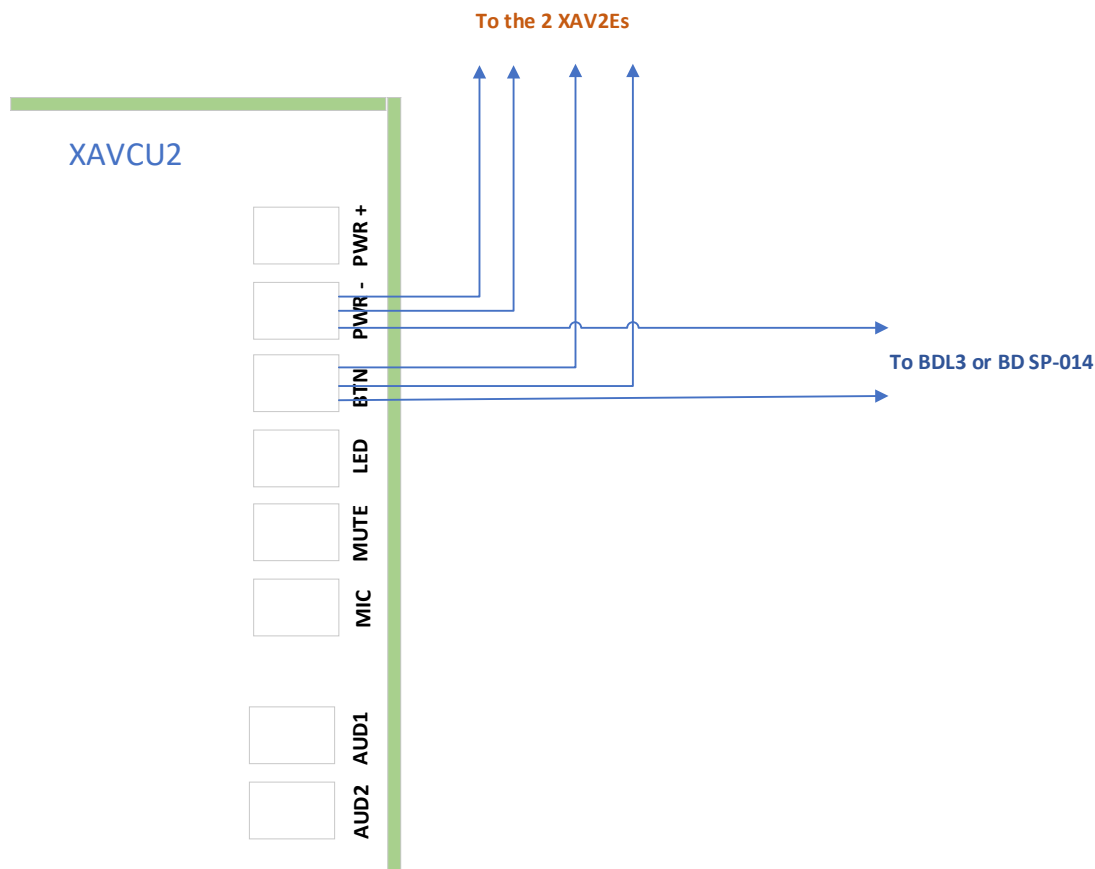 To the 2 XAV2Es
XAVCU2
PWR +
PWR -
BTN
To BDL3 or BD SP-014
LED
MUTE
MIC
AUD1
AUD2